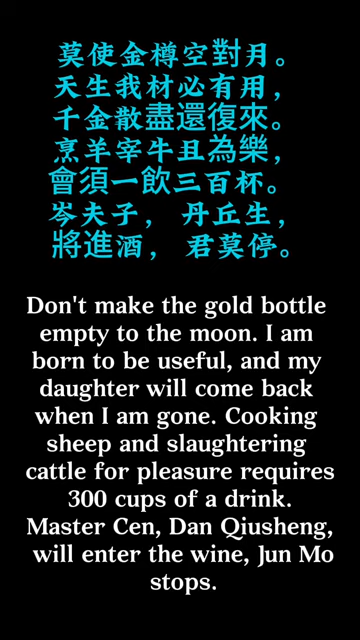 莫使金樽空對月。
天生我材必有用，
千金散盡還復來。
烹羊宰牛且為樂，
會須一飲三百杯。
岑夫子， 丹丘生，
將進酒， 君莫停。
Don't make the gold bottle
empty to the moon. I am
born to be useful, and my
daughter will come back
when I am gone. Cooking
sheep and slaughtering
cattle for pleasure requires
300 cups of a drink.
Master Cen, Dan Qiusheng,
will enter the wine, Jun Mo
stops.